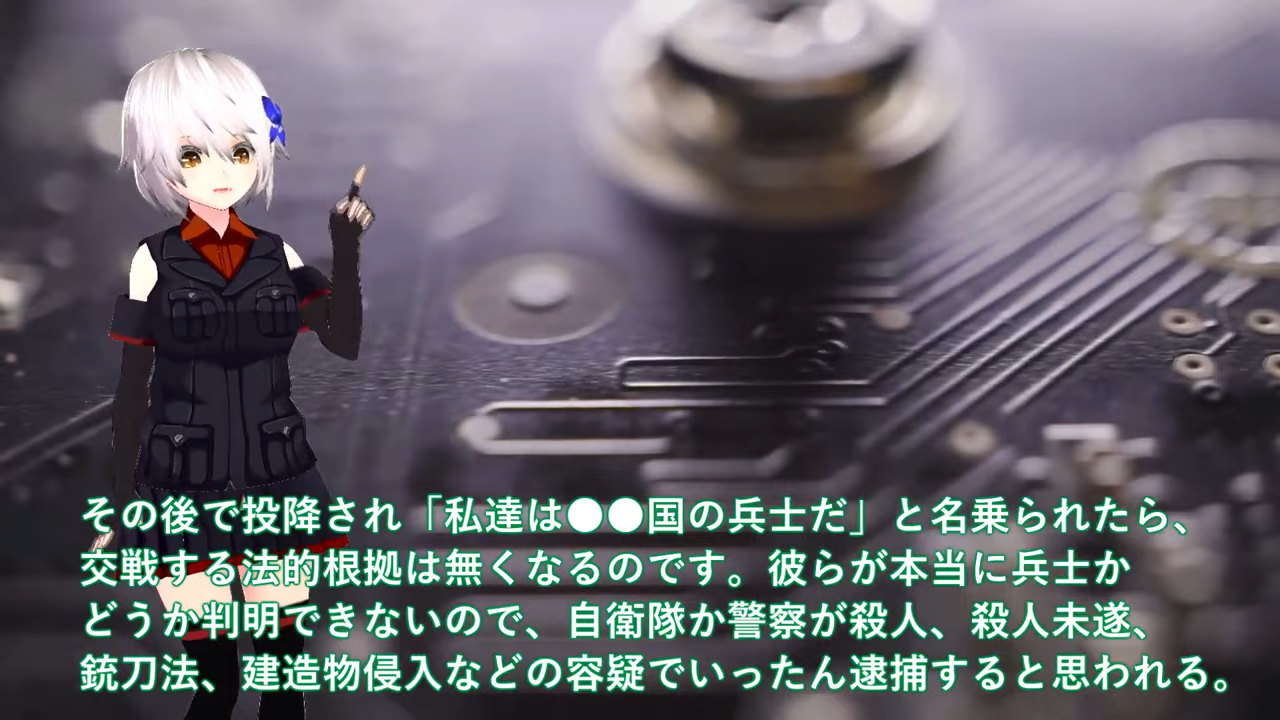 その後で投降され「私達は●●国の兵士だ」と名乗られたら、
交戦する法的根拠は無くなるのです。彼らが本当に兵士か
どうか判明できないので、自衛隊か警察が殺人、殺人未遂、
銃刀法、建造物侵入などの容疑でいったん逮捕すると思われる。